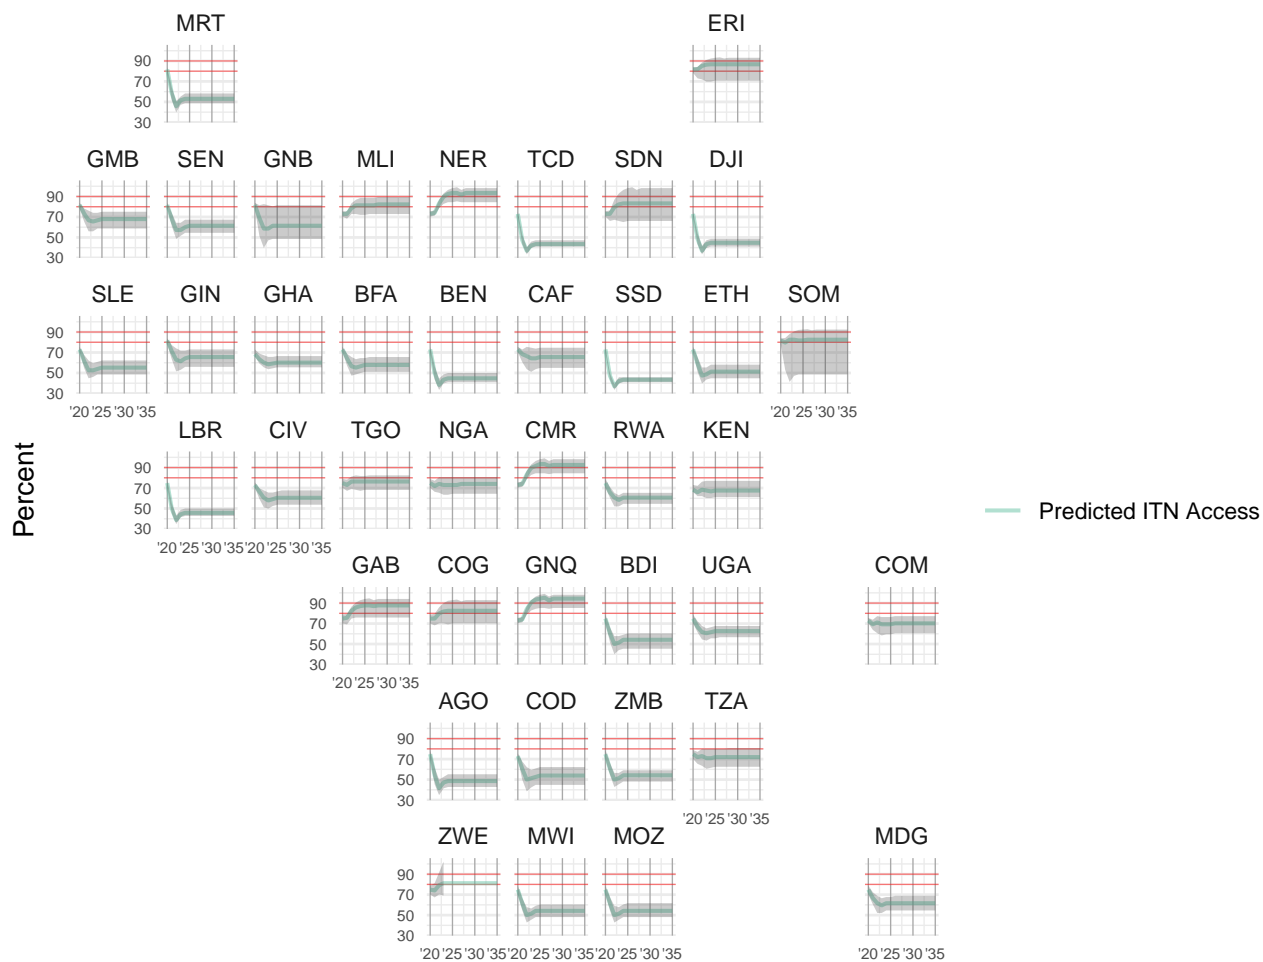 MRT ERI
90
70
50
30
GMB SEN GNB MLI NER TCD SDN DJI
90
70
50
30
SLE GIN GHA BFA BEN CAF SSD ETH SOM
90
70
50
30
'20 '25 '30 '35
LBR CIV TGO NGA CMR RWA KEN
90
70
50
30
'20 '25 '30 '35 '20 '25 '30 '35
Percent
Predicted ITN Access
GAB COG GNQ BDI UGA COM
90
70
50
30
'20 '25 '30 '35
AGO COD ZMB TZA
90
70
50
30
'20 '25 '30 '35
ZWE MWI MOZ MDG
90
70
50
30
'20 '25 '30 '35 '20 '25 '30 '35 '20 '25 '30 '35 '20 '25 '30 '35